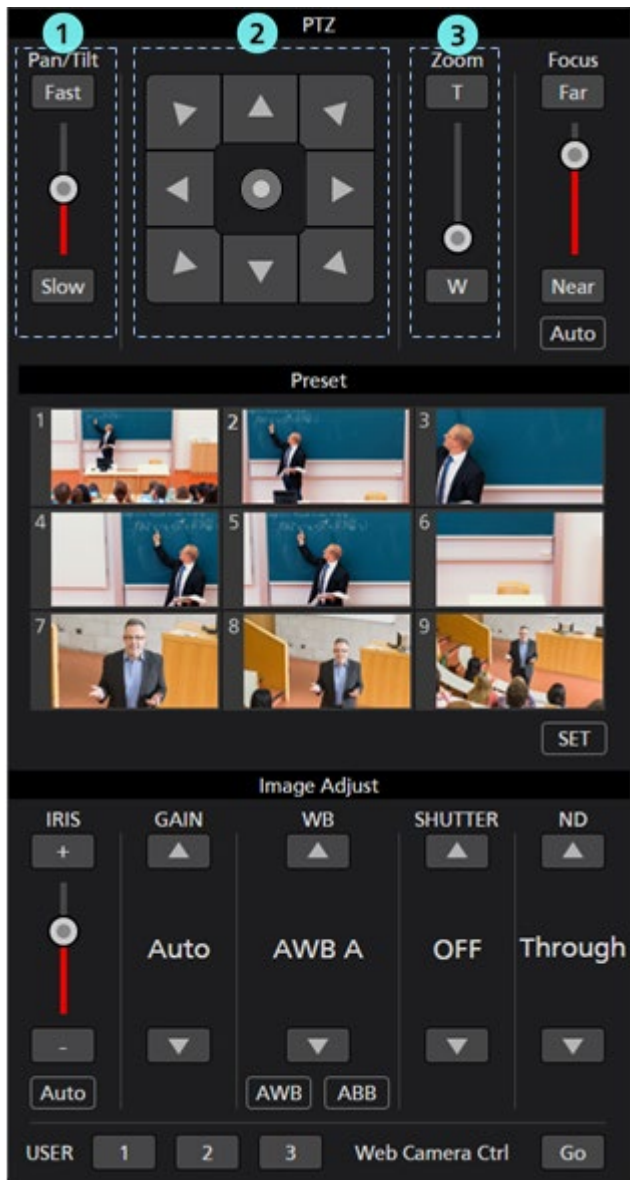 PTZ
1 2 3
Pan/Tilt Zoom Focus
Fast T Far
Slow W Near
Auto
Preset
1 2 3
4 5 6
7 8 9
SET
Image Adjust
IRIS GAIN WB SHUTTER ND
+
Auto AWB A OFF Through
-
Auto AWB ABB
USER 1 2 3 Web Camera Ctrl Go